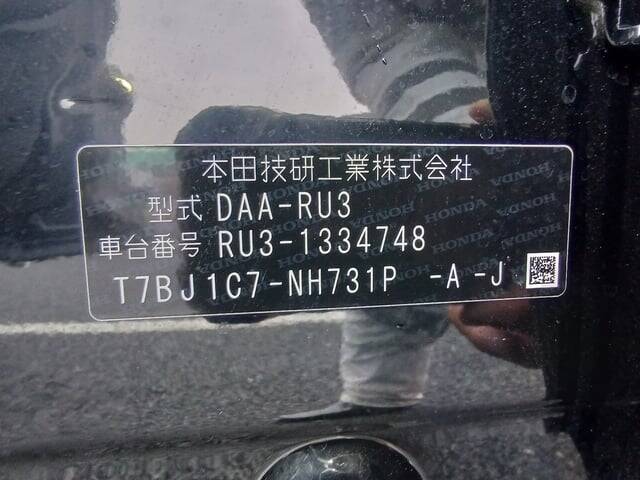 本田技研工業株式会社
型式 DAA-RU3
車台番号 RU3-1334748
T7BJ1C7-NH731P -A -J